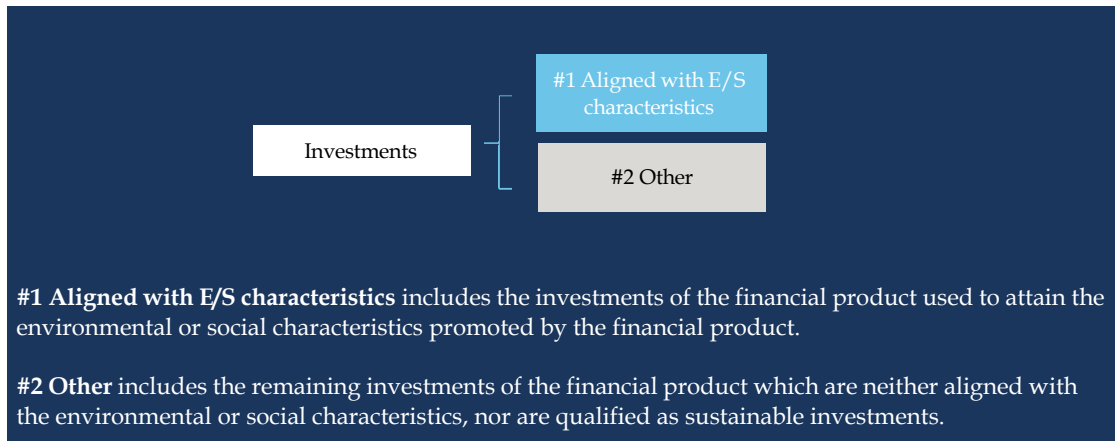 #1 Aligned with E/S
characteristics
Investments
#2 Other
#1 Aligned with E/S characteristics includes the investments of the financial product used to attain the
environmental or social characteristics promoted by the financial product.
#2 Other includes the remaining investments of the financial product which are neither aligned with
the environmental or social characteristics, nor are qualified as sustainable investments.